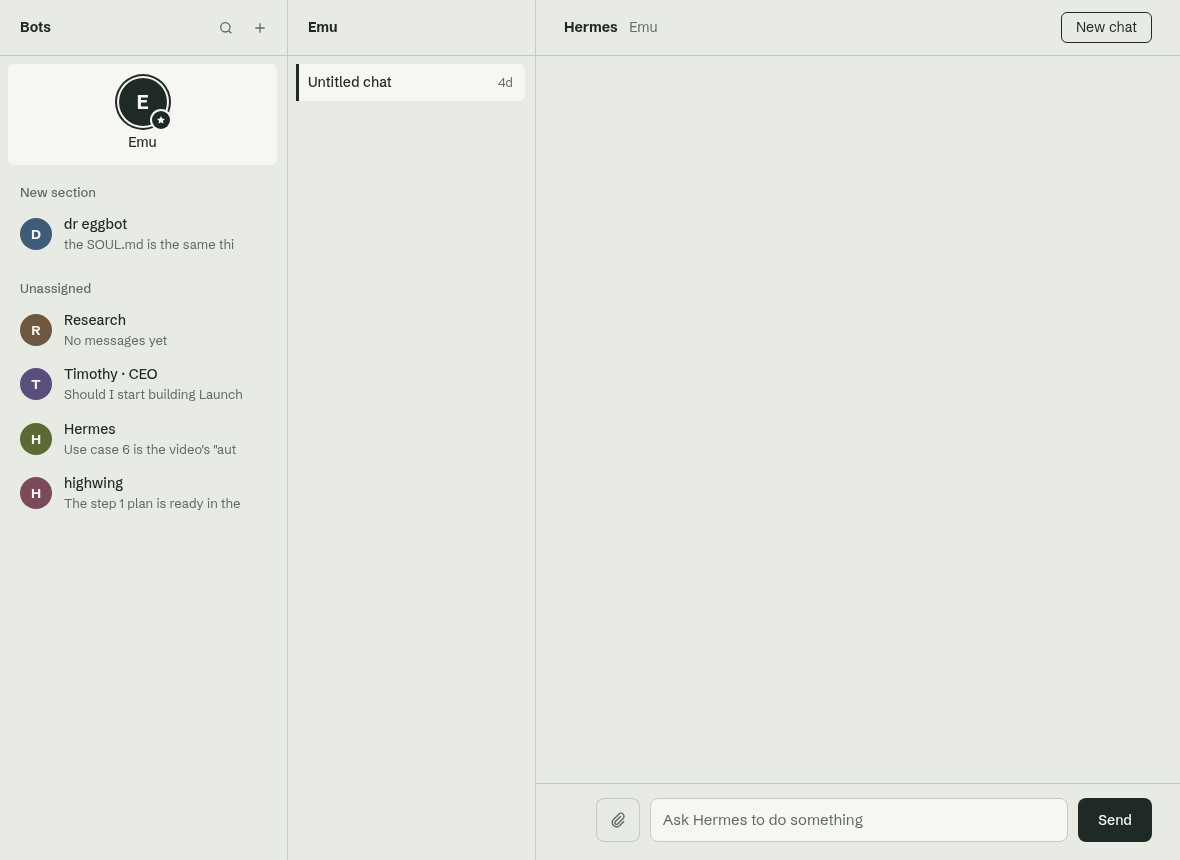 Bots
E
Emu
New section
D
dr eggbot
the SOUL.md is the same thi
Unassigned
R
Research
No messages yet
T
Timothy · CEO
Should I start building Launch
H
Hermes
Use case 6 is the video's "aut
H
highwing
The step 1 plan is ready in the
Emu
Untitled chat 4d
Hermes Emu
New chat
Ask Hermes to do something
Send